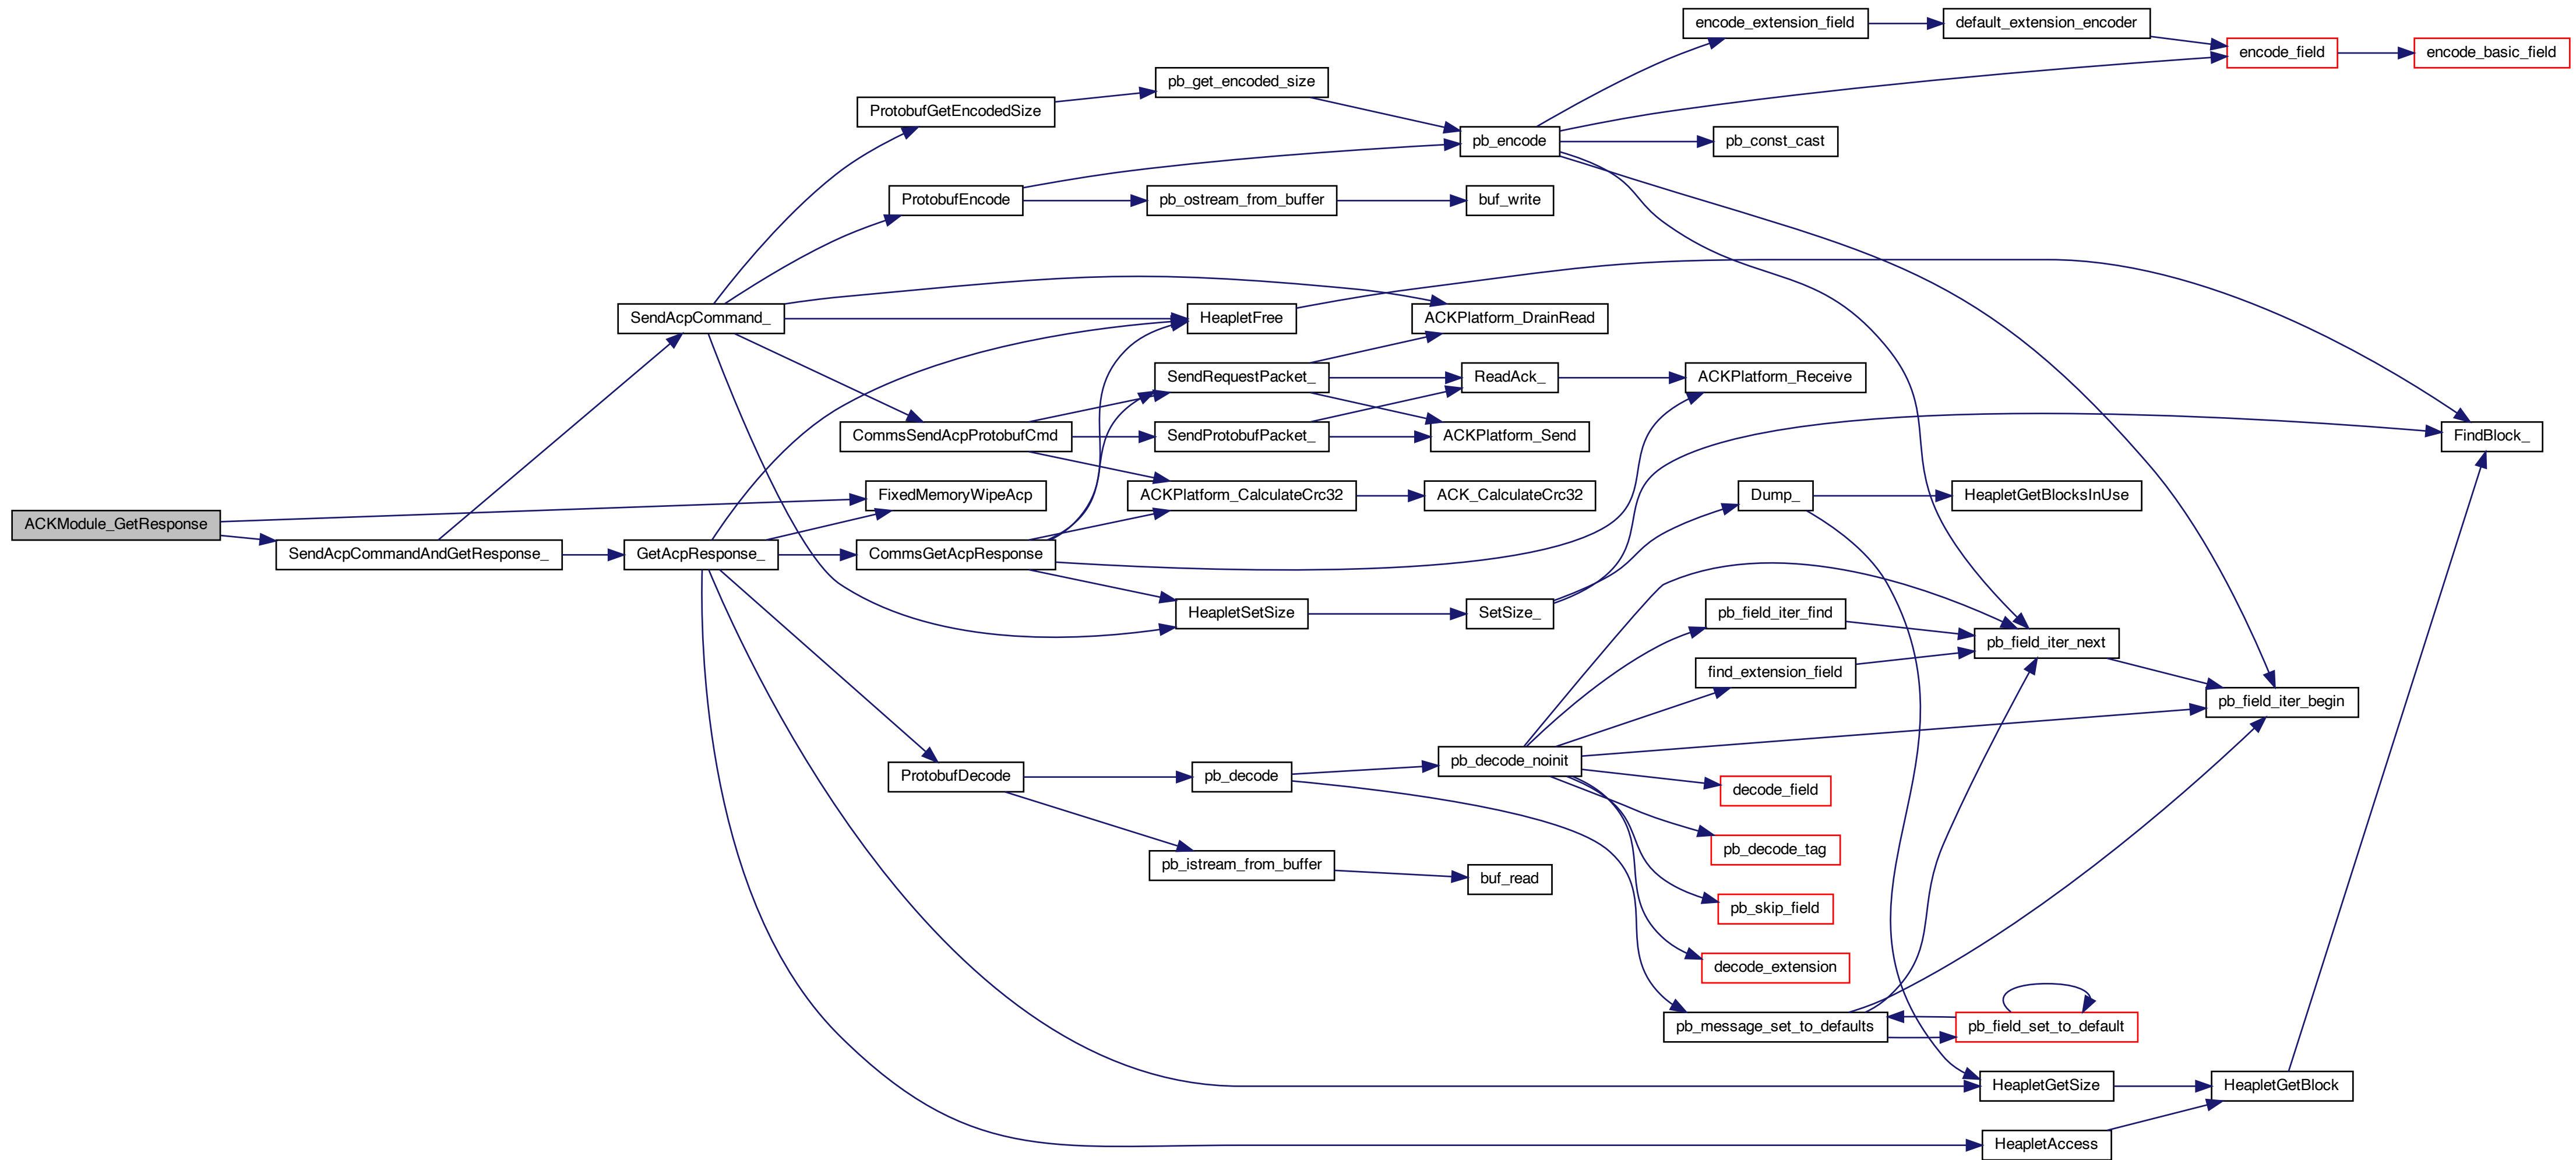 encode_extension_field
default_extension_encoder
encode_field
encode_basic_field
pb_get_encoded_size
ProtobufGetEncodedSize
pb_encode
pb_const_cast
ProtobufEncode
pb_ostream_from_buffer
buf_write
SendAcpCommand_
HeapletFree
ACKPlatform_DrainRead
SendRequestPacket_
ReadAck_
ACKPlatform_Receive
CommsSendAcpProtobufCmd
SendProtobufPacket_
ACKPlatform_Send
FindBlock_
FixedMemoryWipeAcp
ACKPlatform_CalculateCrc32
ACK_CalculateCrc32
Dump_
HeapletGetBlocksInUse
ACKModule_GetResponse
SendAcpCommandAndGetResponse_
GetAcpResponse_
CommsGetAcpResponse
HeapletSetSize
SetSize_
pb_field_iter_find
pb_field_iter_next
find_extension_field
pb_field_iter_begin
pb_decode_noinit
ProtobufDecode
pb_decode
decode_field
pb_decode_tag
pb_istream_from_buffer
buf_read
pb_skip_field
decode_extension
pb_message_set_to_defaults
pb_field_set_to_default
HeapletGetSize
HeapletGetBlock
HeapletAccess